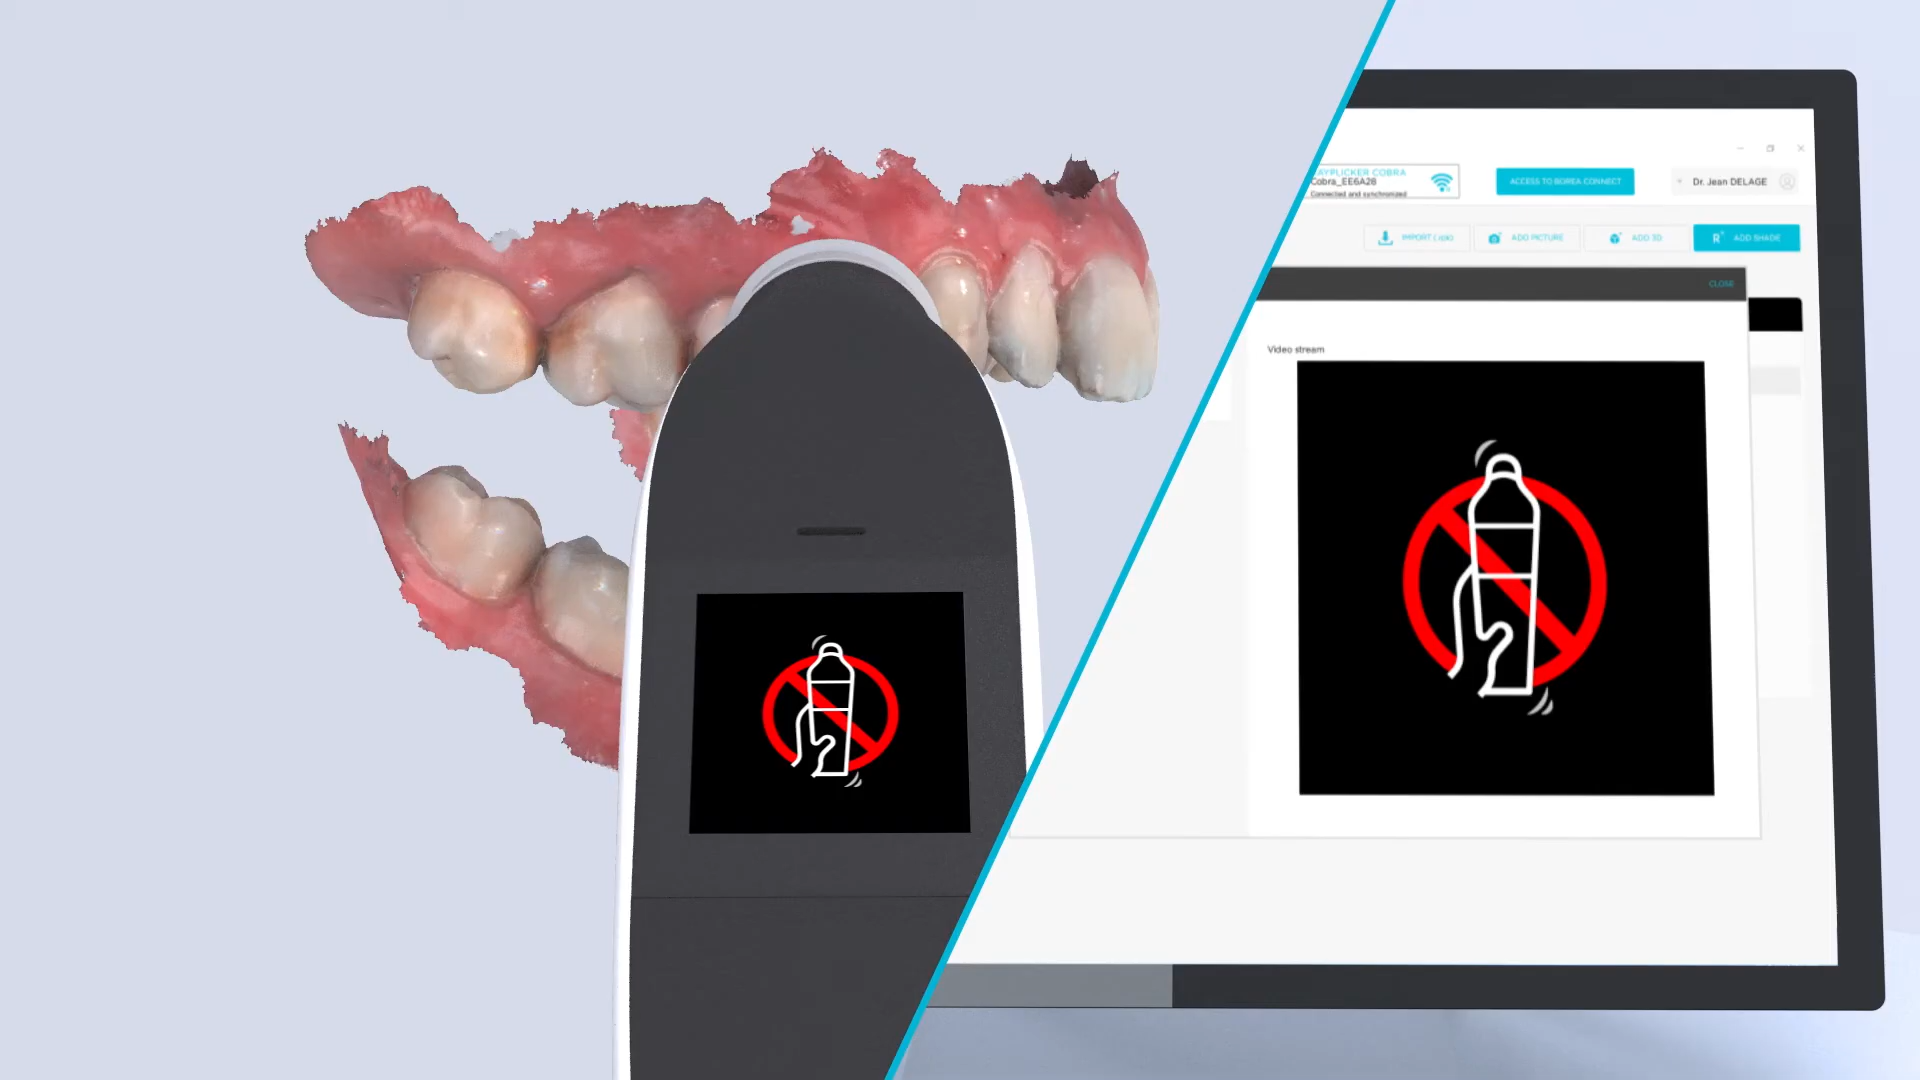 AYPLICKER COBRA
Cobra_EE6A28
Connected and synchronized
ACCESS TO BOREA CONNECT
Dr. Jean DELAGE
ADD PICTURE
ADD 3D
R+ ADD SHADE
CLOSE
Video stream